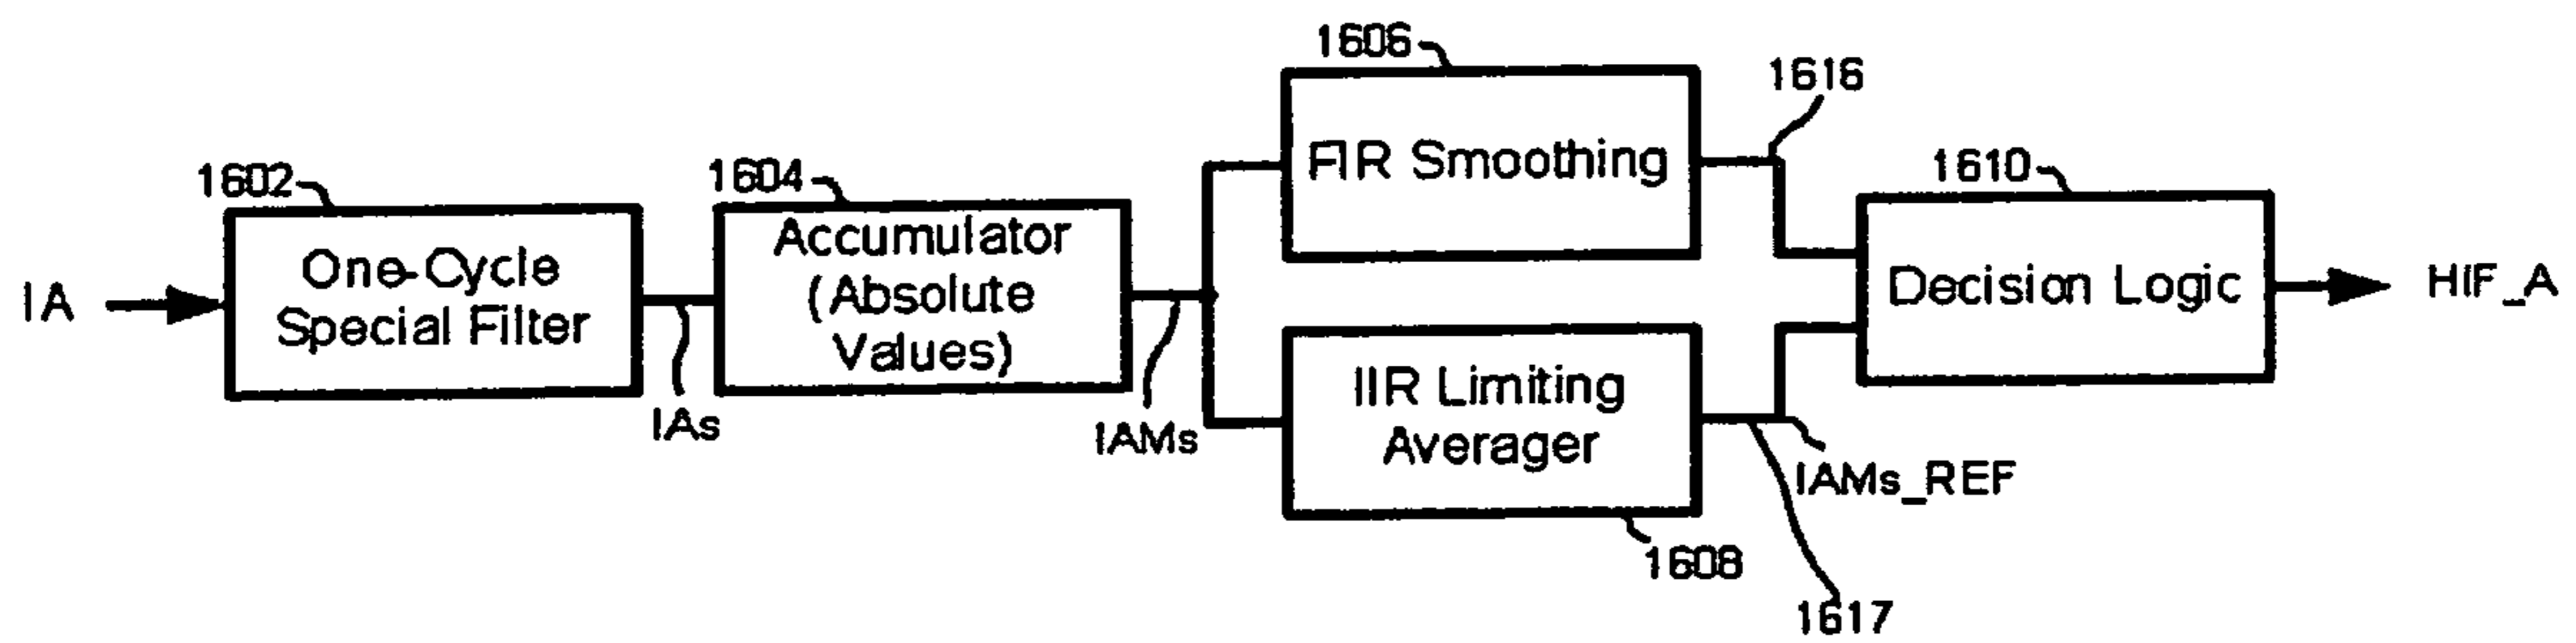 1606
1616
1602
1604
1610
FIR Smoothing
One-Cycle
Special Filter
Accumulator
(Absolute
Values)
Decision Logic
IA
HIF_A
IAs
IAMs
IIR Limiting
Averager
IAMs_REF
1608
1617